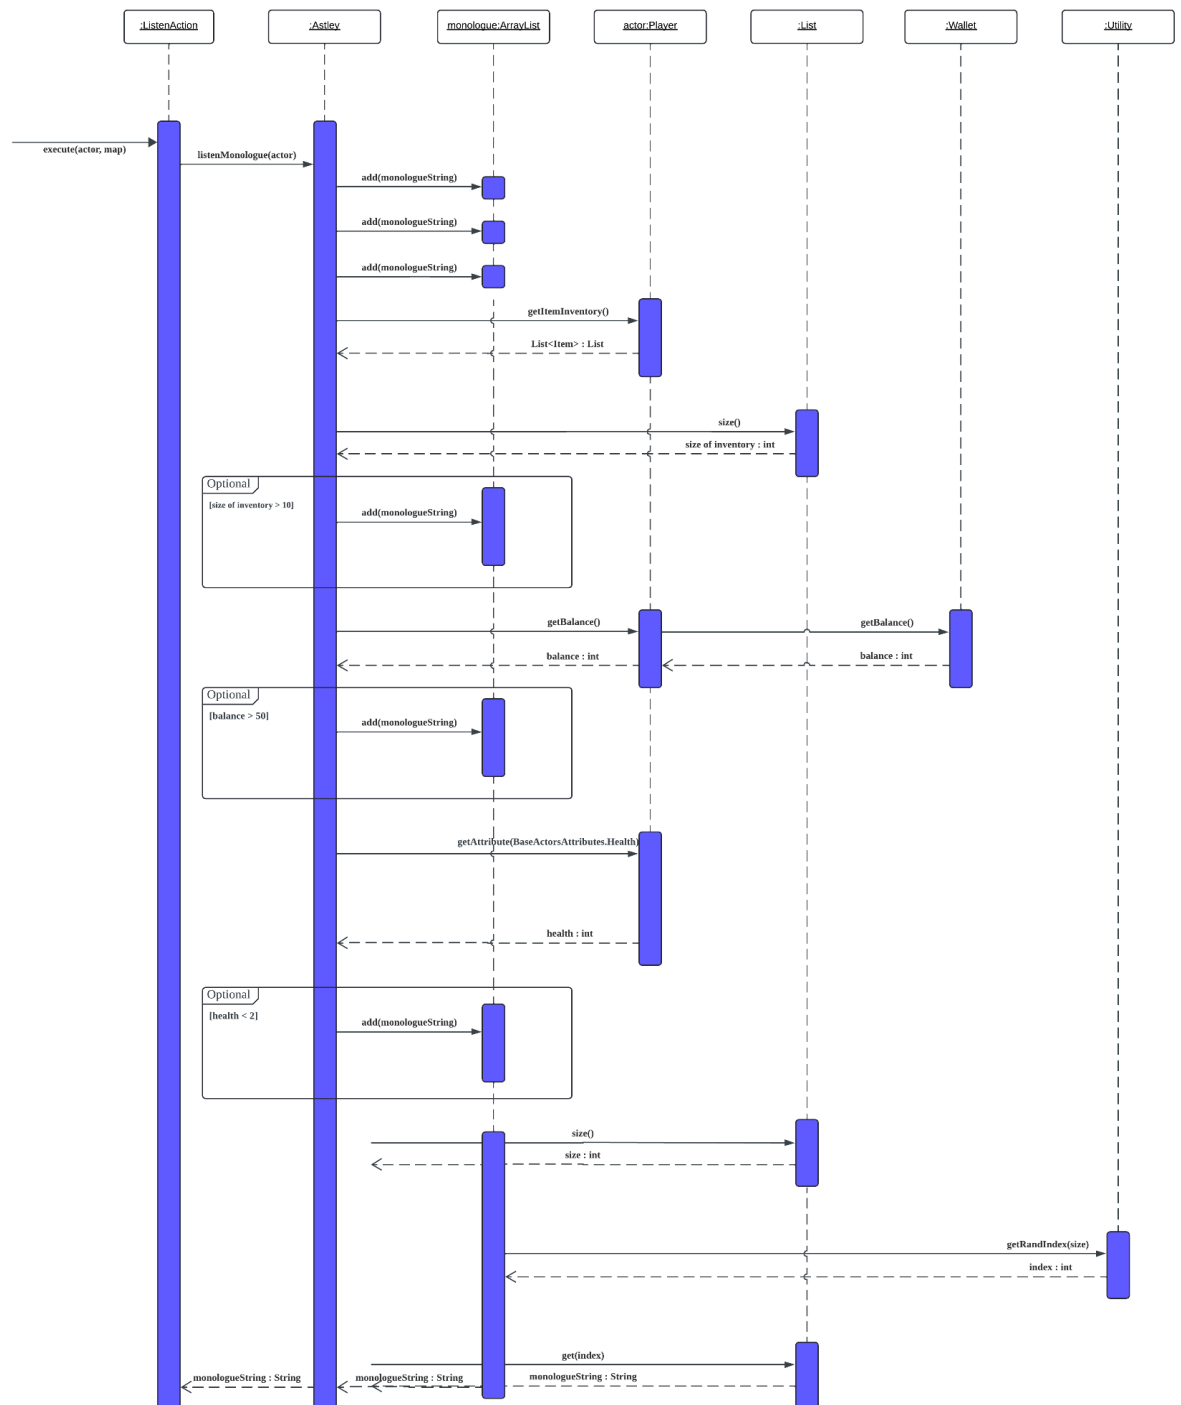 :ListenAction
:Astley
monologue:ArrayList
actor:Player
:List
:Wallet
:Utility
execute(actor, map)
listenMonologue(actor)
add(monologueString)
add(monologueString)
add(monologueString)
getItemInventory()
List<Item> : List
size()
size of inventory : int
Optional
[size of inventory > 10]
add(monologueString)
getBalance()
getBalance()
balance : int
balance : int
Optional
[balance > 50]
add(monologueString)
getAttribute(BaseActorsAttributes.Health)
health : int
Optional
[health < 2]
add(monologueString)
size()
size : int
getRandIndex(size)
index : int
get(index)
monologueString : String
monologueString : String
monologueString : String